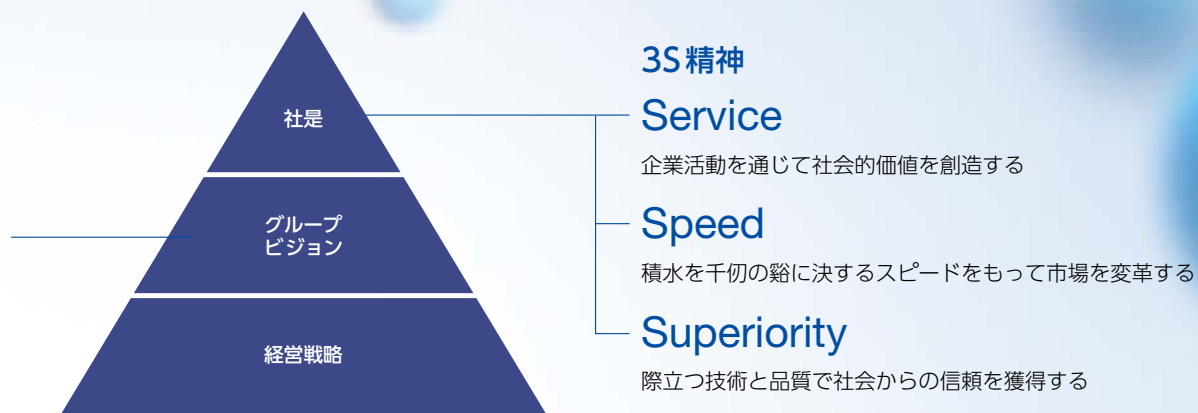 社是
グループ
ビジョン
経営戦略
3S精神
Service
企業活動を通じて社会的価値を創造する
Speed
積水を千仞の谿に決するスピードをもって市場を変革する
Superiority
際立つ技術と品質で社会からの信頼を獲得する